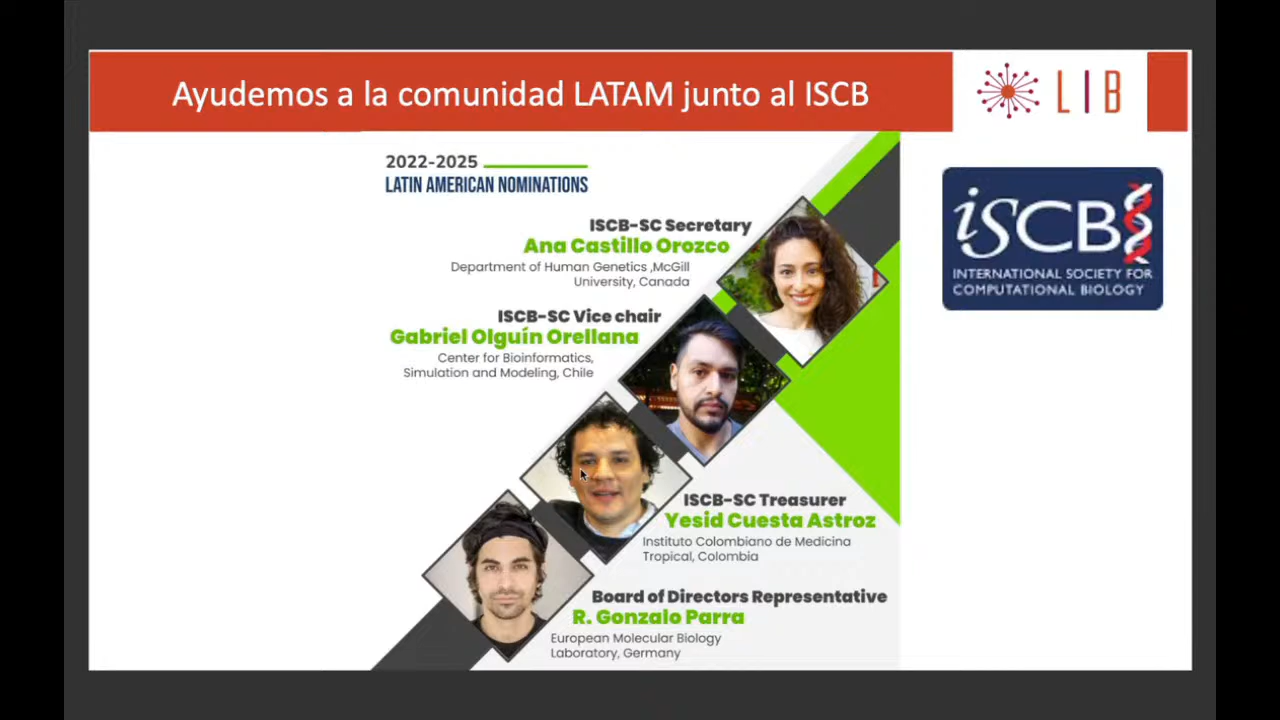 Ayudemos a la comunidad LATAM junto al ISCB
LIB
2022-2025
LATIN AMERICAN NOMINATIONS
iSCB
INTERNATIONAL SOCIETY FOR
COMPUTATIONAL BIOLOGY
ISCB-SC Secretary
Ana Castillo Orozco
Department of Human Genetics ,McGill
University, Canada
ISCB-SC Vice chair
Gabriel Olguín Orellana
Center for Bioinformatics,
Simulation and Modeling, Chile
ISCB-SC Treasurer
Yesid Cuesta Astroz
Instituto Colombiano de Medicina
Tropical, Colombia
Board of Directors Representative
R. Gonzalo Parra
European Molecular Biology
Laboratory, Germany